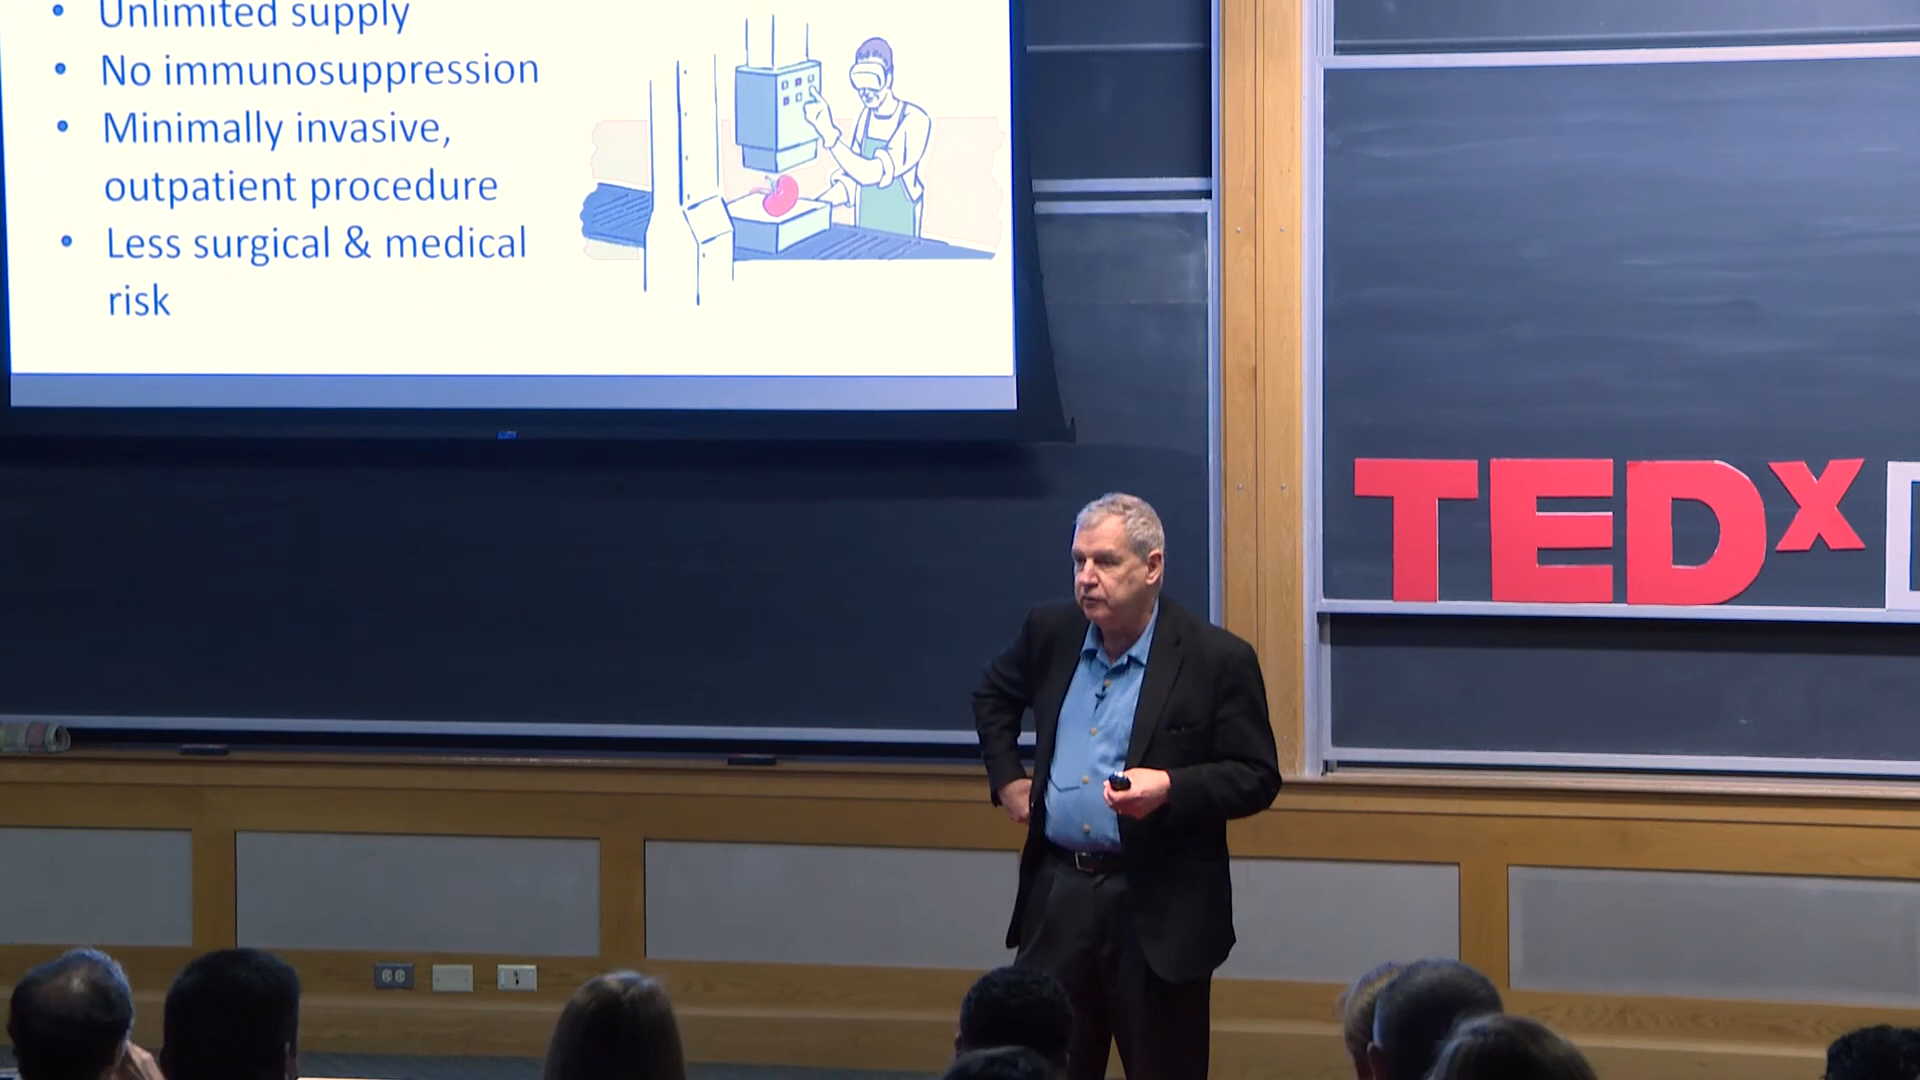 Unlimited supply
No immunosuppression
Minimally invasive,
outpatient procedure
Less surgical & medical
risk
TEDx